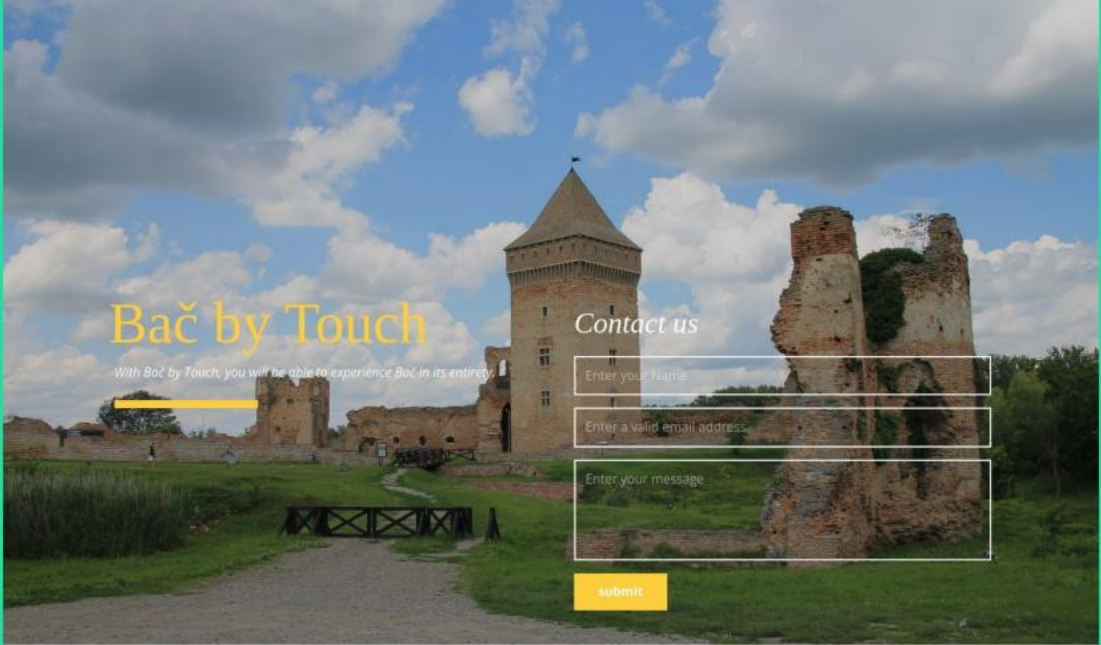 Bač by Touch
With Bač by Touch, you will be able to experience Bač in its entirety.
Contact us
Enter your Name
Enter a valid email address
Enter your message
submit